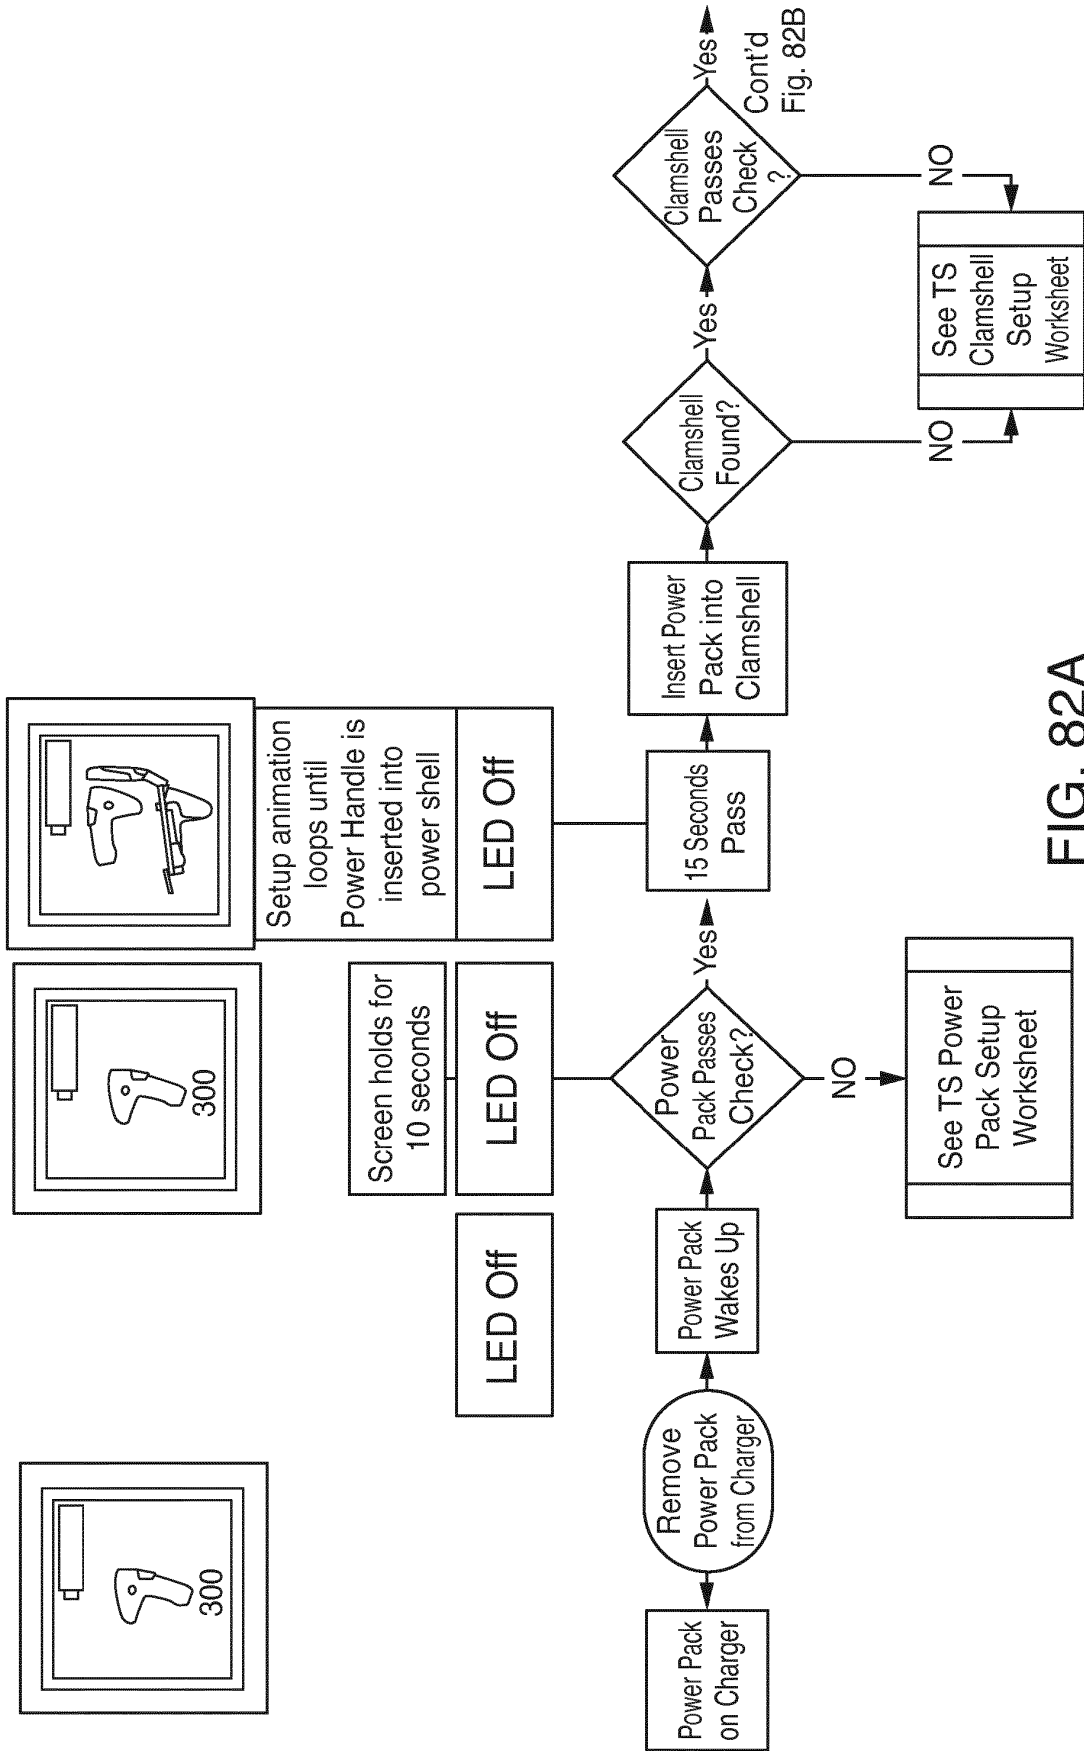 300
300
Setup animation
loops until
Power Handle is
inserted into
power shell
Screen holds for
10 seconds
LED Off
LED Off
LED Off
Power Pack
on Charger
Remove
Power Pack
from Charger
Power Pack
Wakes Up
Power
Pack Passes
Check?
Yes
NO
See TS Power
Pack Setup
Worksheet
15 Seconds
Pass
Insert Power
Pack into
Clamshell
Clamshell
Found?
Yes
NO
Clamshell
Passes
Check
?
Yes
Cont'd
Fig. 82B
NO
See TS
Clamshell
Setup
Worksheet
FIG. 82A